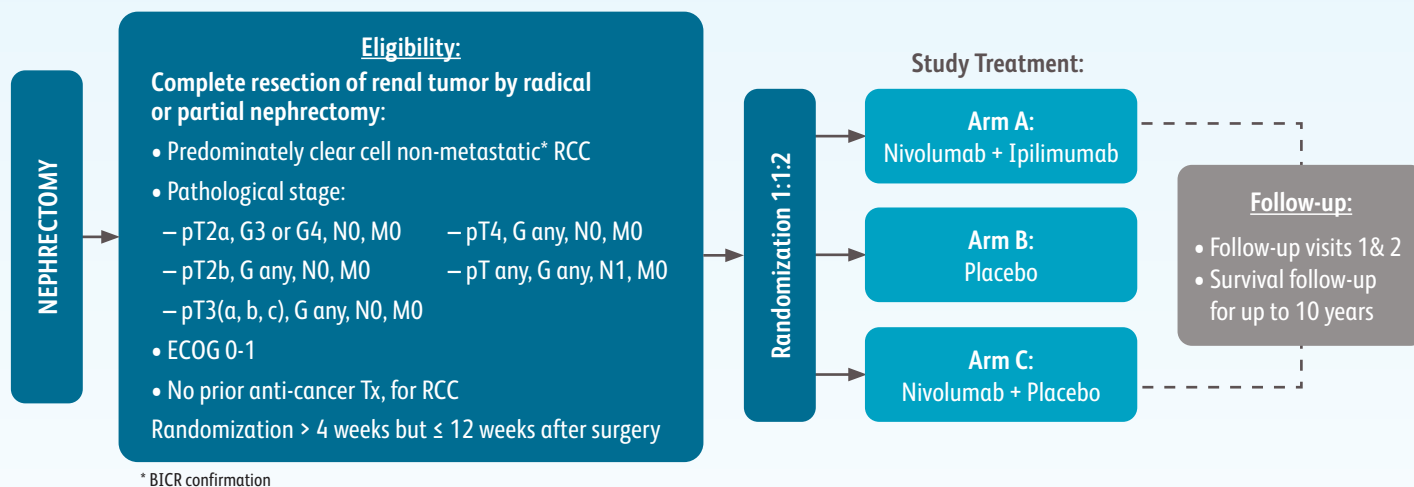 NEPHRECTOMY
Eligibility:
Complete resection of renal tumor by radical
or partial nephrectomy:
• Predominately clear cell non-metastatic* RCC
• Pathological stage:
– pT2a, G3 or G4, N0, M0
– pT4, G any, N0, M0
– pT2b, G any, N0, M0
– pT any, G any, N1, M0
– pT3(a, b, c), G any, N0, M0
• ECOG 0-1
• No prior anti-cancer Tx, for RCC
Randomization > 4 weeks but ≤ 12 weeks after surgery
* BICR confirmation
Randomization 1:1:2
Study Treatment:
Arm A:
Nivolumab + Ipilimumab
Arm B:
Placebo
Arm C:
Nivolumab + Placebo
Follow-up:
• Follow-up visits 1& 2
• Survival follow-up
for up to 10 years